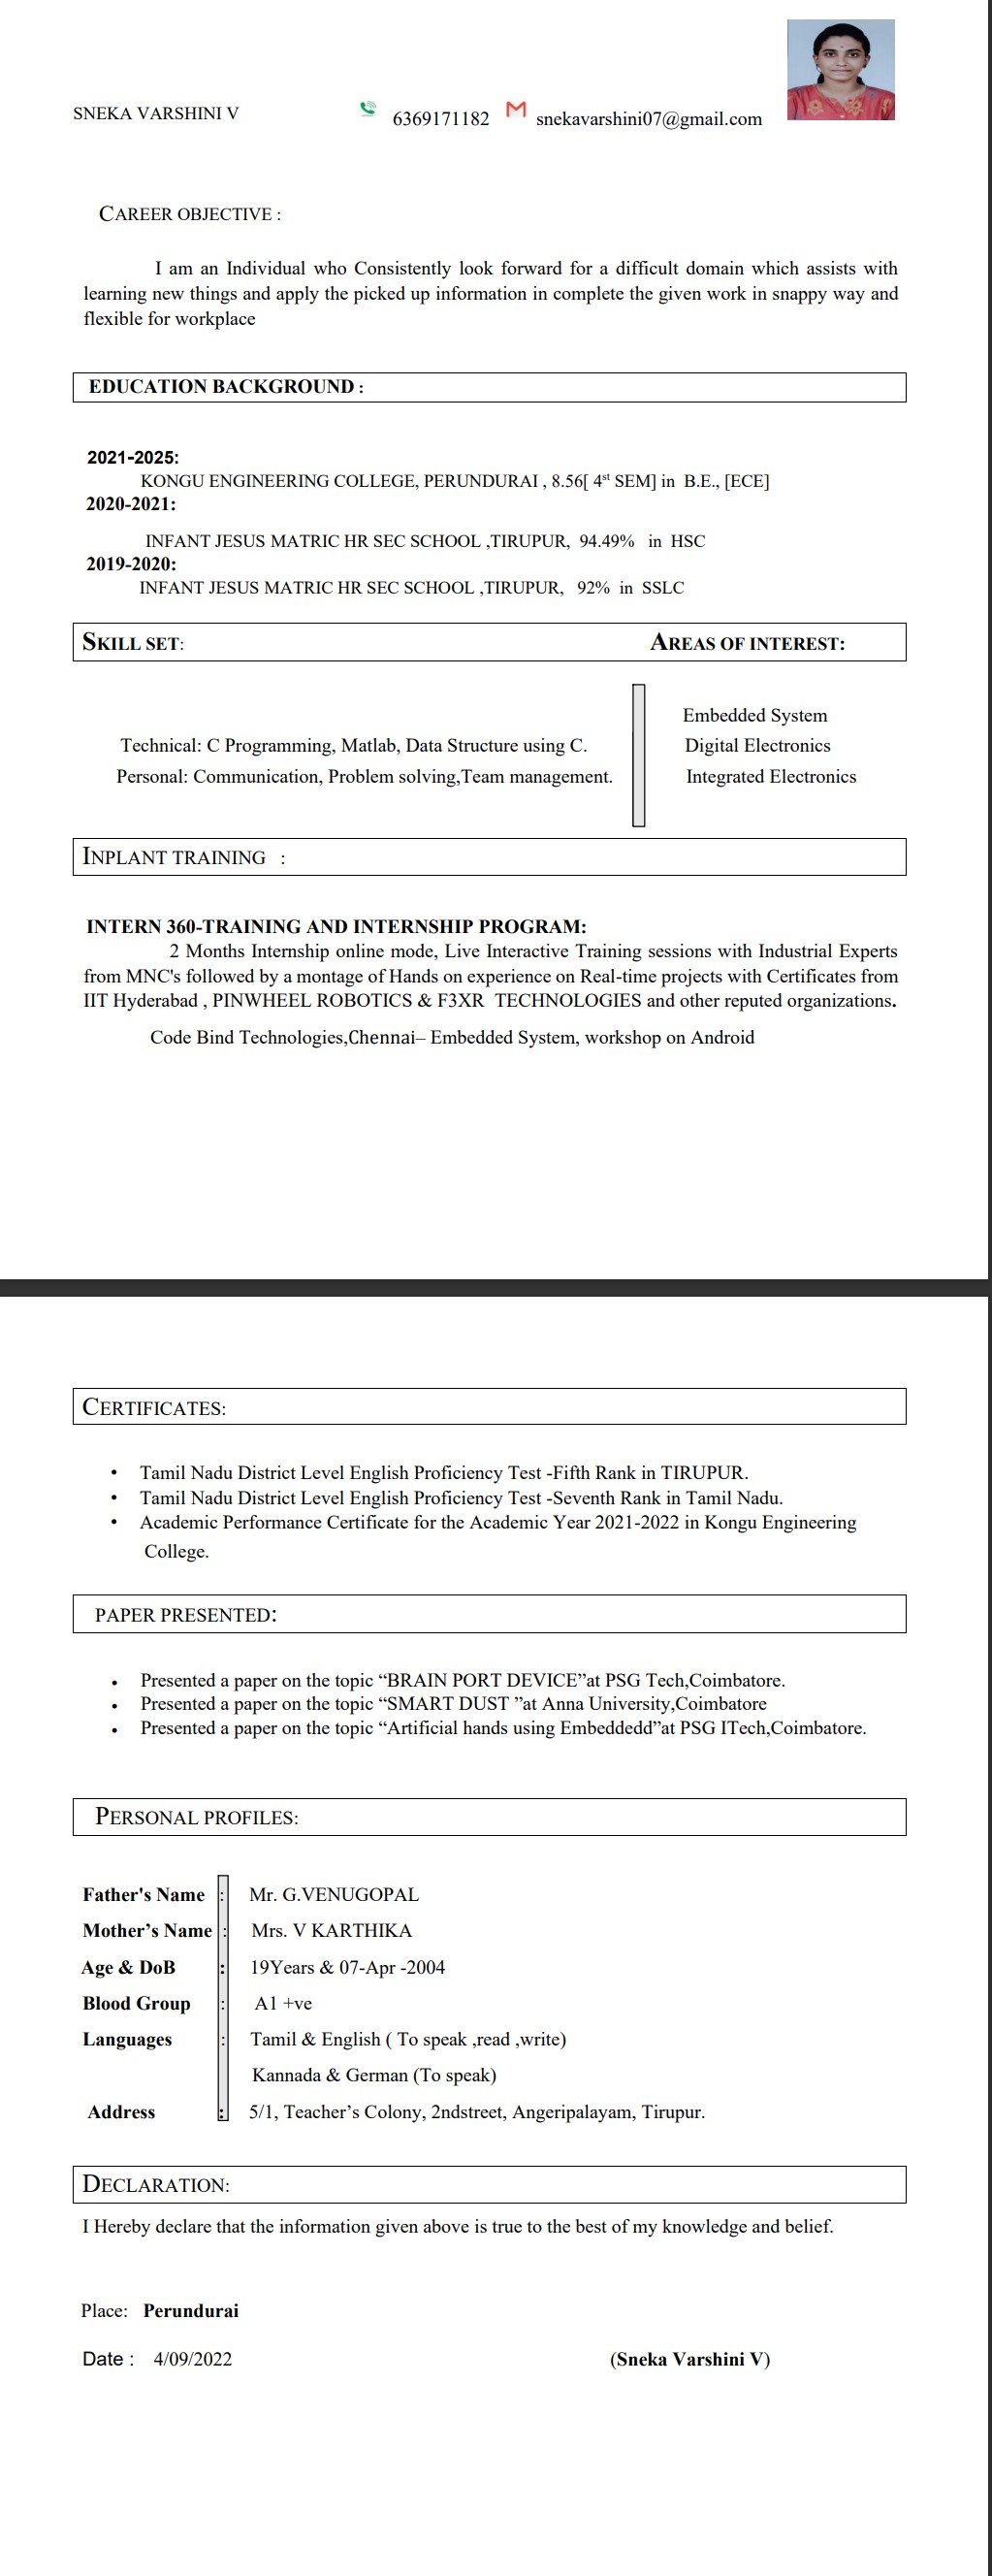 SNEKA VARSHINI V 6369171182 snekavarshini07@gmail.com
CAREER OBJECTIVE :
I am an Individual who Consistently look forward for a difficult domain which assists with
learning new things and apply the picked up information in complete the given work in snappy way and
flexible for workplace
EDUCATION BACKGROUND :
2021-2025:
KONGU ENGINEERING COLLEGE, PERUNDURAI , 8.56[ 4st SEM] in B.E., [ECE]
2020-2021:
INFANT JESUS MATRIC HR SEC SCHOOL ,TIRUPUR, 94.49% in HSC
2019-2020:
INFANT JESUS MATRIC HR SEC SCHOOL ,TIRUPUR, 92% in SSLC
SKILL SET: AREAS OF INTEREST:
Embedded System
Technical: C Programming, Matlab, Data Structure using C. Digital Electronics
Personal: Communication, Problem solving,Team management. Integrated Electronics
INPLANT TRAINING :
INTERN 360-TRAINING AND INTERNSHIP PROGRAM:
2 Months Internship online mode, Live Interactive Training sessions with Industrial Experts
from MNC's followed by a montage of Hands on experience on Real-time projects with Certificates from
IIT Hyderabad , PINWHEEL ROBOTICS & F3XR TECHNOLOGIES and other reputed organizations.
Code Bind Technologies,Chennai– Embedded System, workshop on Android
CERTIFICATES:
• Tamil Nadu District Level English Proficiency Test -Fifth Rank in TIRUPUR.
• Tamil Nadu District Level English Proficiency Test -Seventh Rank in Tamil Nadu.
• Academic Performance Certificate for the Academic Year 2021-2022 in Kongu Engineering
College.
PAPER PRESENTED:
• Presented a paper on the topic “BRAIN PORT DEVICE”at PSG Tech,Coimbatore.
• Presented a paper on the topic “SMART DUST ”at Anna University,Coimbatore
• Presented a paper on the topic “Artificial hands using Embeddedd”at PSG ITech,Coimbatore.
PERSONAL PROFILES:
Father's Name : Mr. G.VENUGOPAL
Mother’s Name : Mrs. V KARTHIKA
Age & DoB : 19Years & 07-Apr -2004
Blood Group : A1 +ve
Languages : Tamil & English ( To speak ,read ,write)
Kannada & German (To speak)
Address : 5/1, Teacher’s Colony, 2ndstreet, Angeripalayam, Tirupur.
DECLARATION:
I Hereby declare that the information given above is true to the best of my knowledge and belief.
Place: Perundurai
Date : 4/09/2022 (Sneka Varshini V)